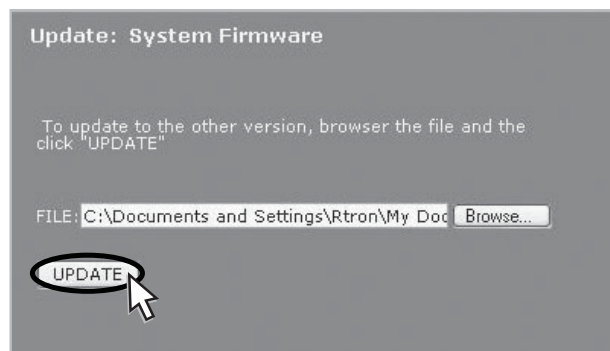 Update: System Firmware
To update to the other version, browser the file and the
click "UPDATE"
FILE: C:\Documents and Settings\Rtron\My Doc Browse...
UPDATE